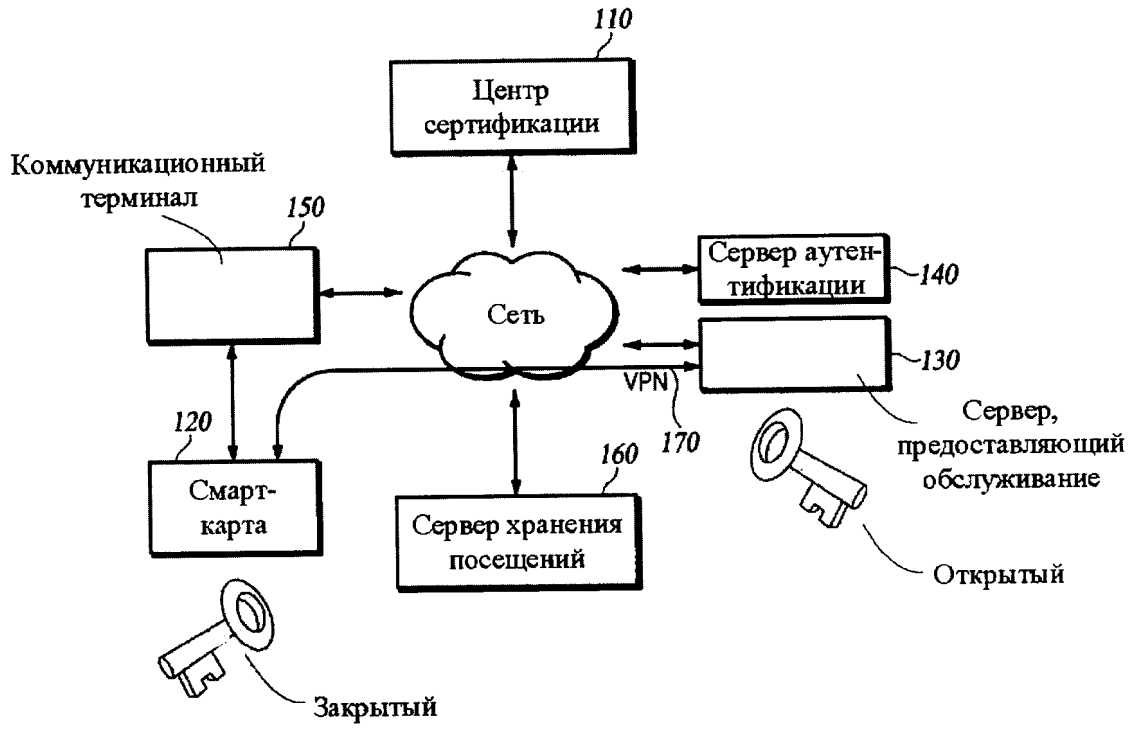 110
Центр
сертификации
Коммуникационный
терминал
150
Сервер аутен-
тификации
140
Сеть
130
VPN
170
Сервер,
предоставляющий
обслуживание
120
Смарт-
карта
160
Сервер хранения
посещений
Открытый
Закрытый